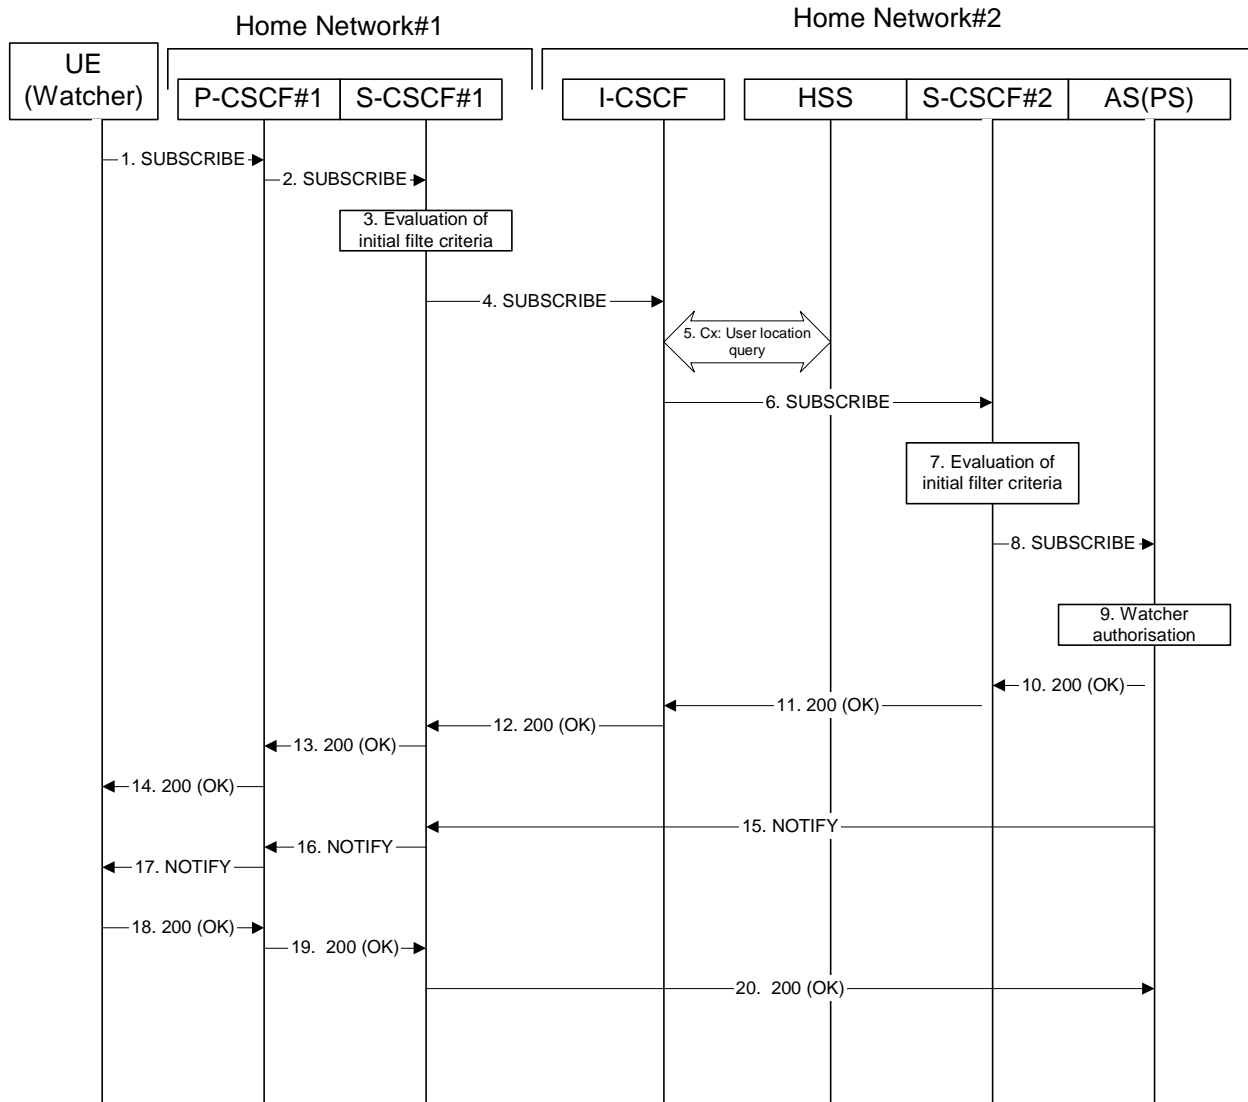 Home Network#1
Home Network#2
UE
(Watcher)
P-CSCF#1
S-CSCF#1
I-CSCF
HSS
S-CSCF#2
AS(PS)
1. SUBSCRIBE
2. SUBSCRIBE
3. Evaluation of
initial filte criteria
4. SUBSCRIBE
5. Cx: User location
query
6. SUBSCRIBE
7. Evaluation of
initial filter criteria
8. SUBSCRIBE
9. Watcher
authorisation
10. 200 (OK)
11. 200 (OK)
12. 200 (OK)
13. 200 (OK)
14. 200 (OK)
15. NOTIFY
16. NOTIFY
17. NOTIFY
18. 200 (OK)
19. 200 (OK)
20. 200 (OK)